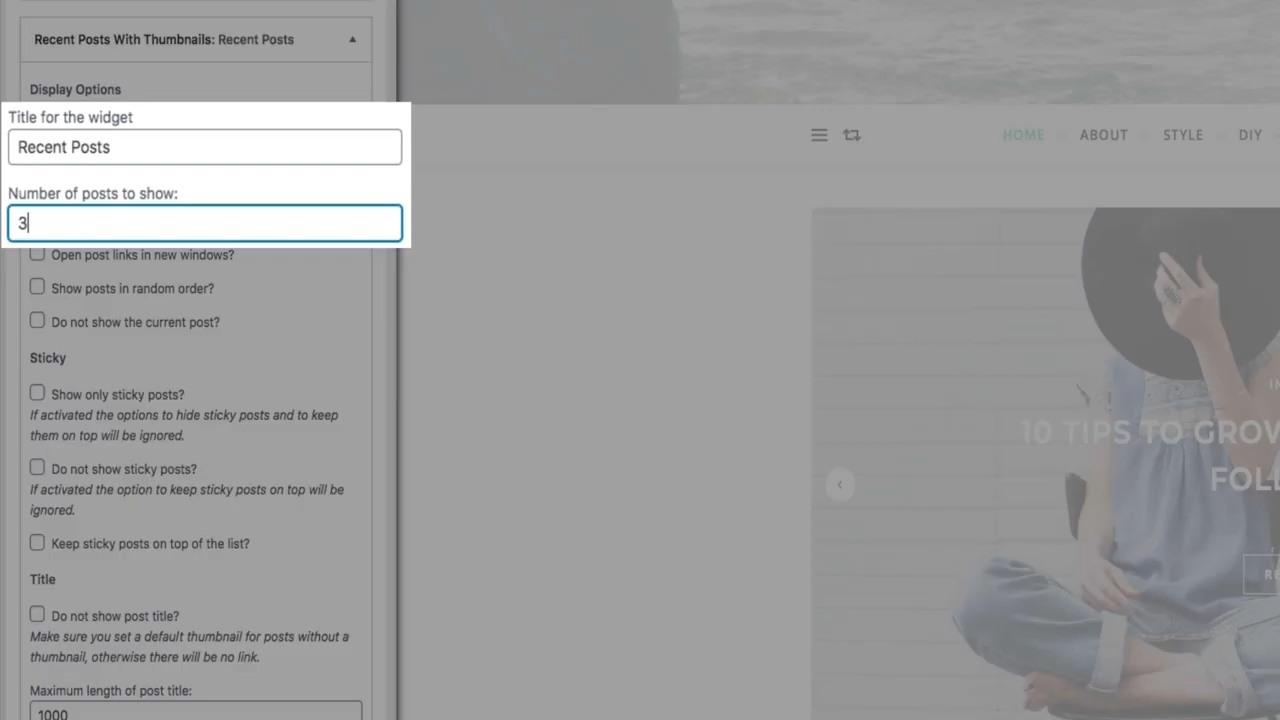 Recent Posts With Thumbnails: Recent Posts
Display Options
Title for the widget
Recent Posts
Number of posts to show:
3
Open post links in new windows?
Show posts in random order?
Do not show the current post?
Sticky
Show only sticky posts?
If activated the options to hide sticky posts and to keep
them on top will be ignored.
Do not show sticky posts?
If activated the option to keep sticky posts on top will be
ignored.
Keep sticky posts on top of the list?
Title
Do not show post title?
Make sure you set a default thumbnail for posts without a
thumbnail, otherwise there will be no link.
Maximum length of post title:
1000
HOME ABOUT STYLE DIY
10 TIPS TO GROW